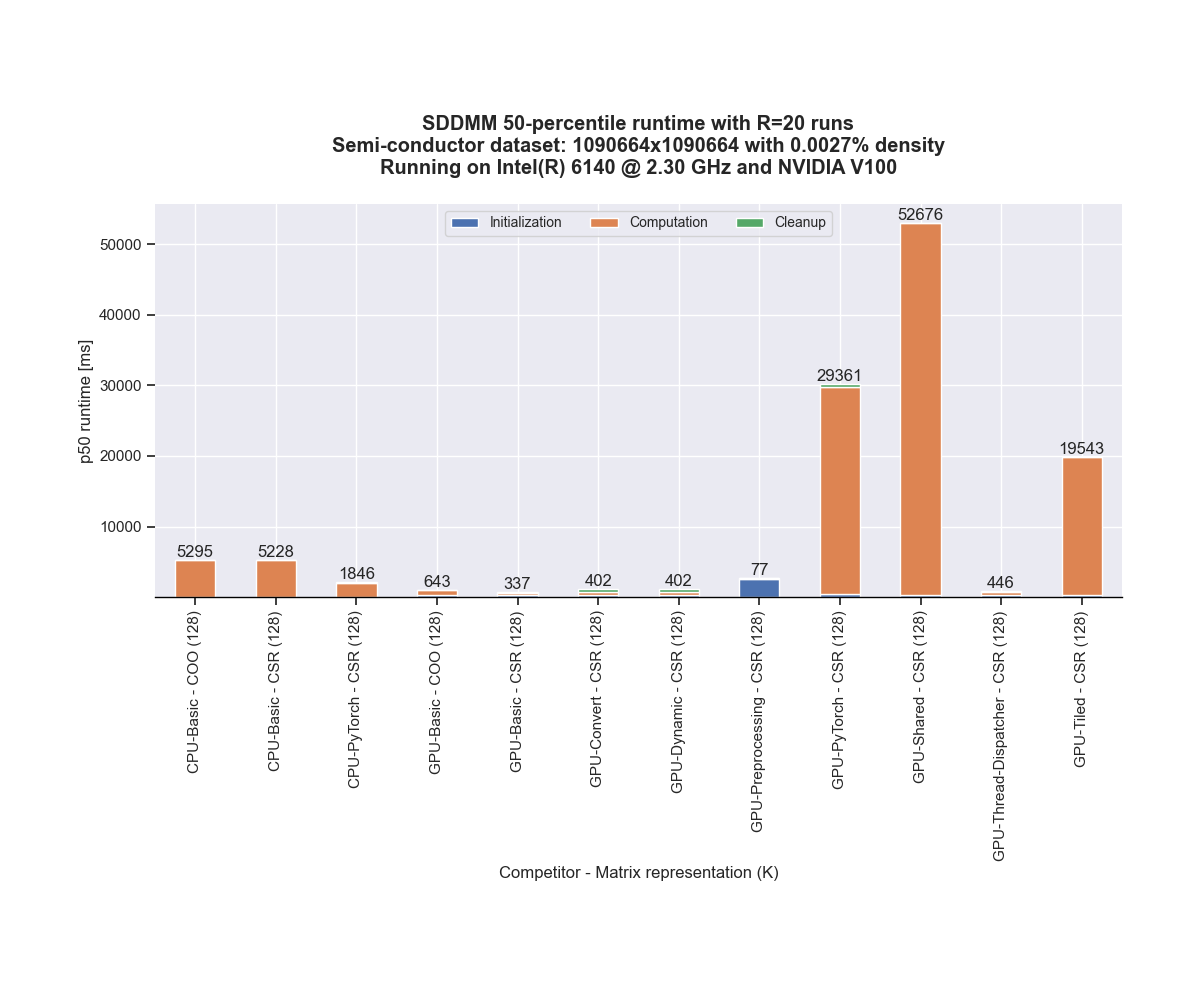 SDDMM 50-percentile runtime with R=20 runs
Semi-conductor dataset: 1090664x1090664 with 0.0027% density
Running on Intel(R) 6140 @ 2.30 GHz and NVIDIA V100
Initialization
Computation
Cleanup
p50 runtime [ms]
50000
40000
30000
20000
10000
5295
5228
1846
643
337
402
402
77
29361
52676
446
19543
CPU-Basic - COO (128)
CPU-Basic - CSR (128)
CPU-PyTorch - CSR (128)
GPU-Basic - COO (128)
GPU-Basic - CSR (128)
GPU-Convert - CSR (128)
GPU-Dynamic - CSR (128)
GPU-Preprocessing - CSR (128)
GPU-PyTorch - CSR (128)
GPU-Shared - CSR (128)
GPU-Thread-Dispatcher - CSR (128)
GPU-Tiled - CSR (128)
Competitor - Matrix representation (K)